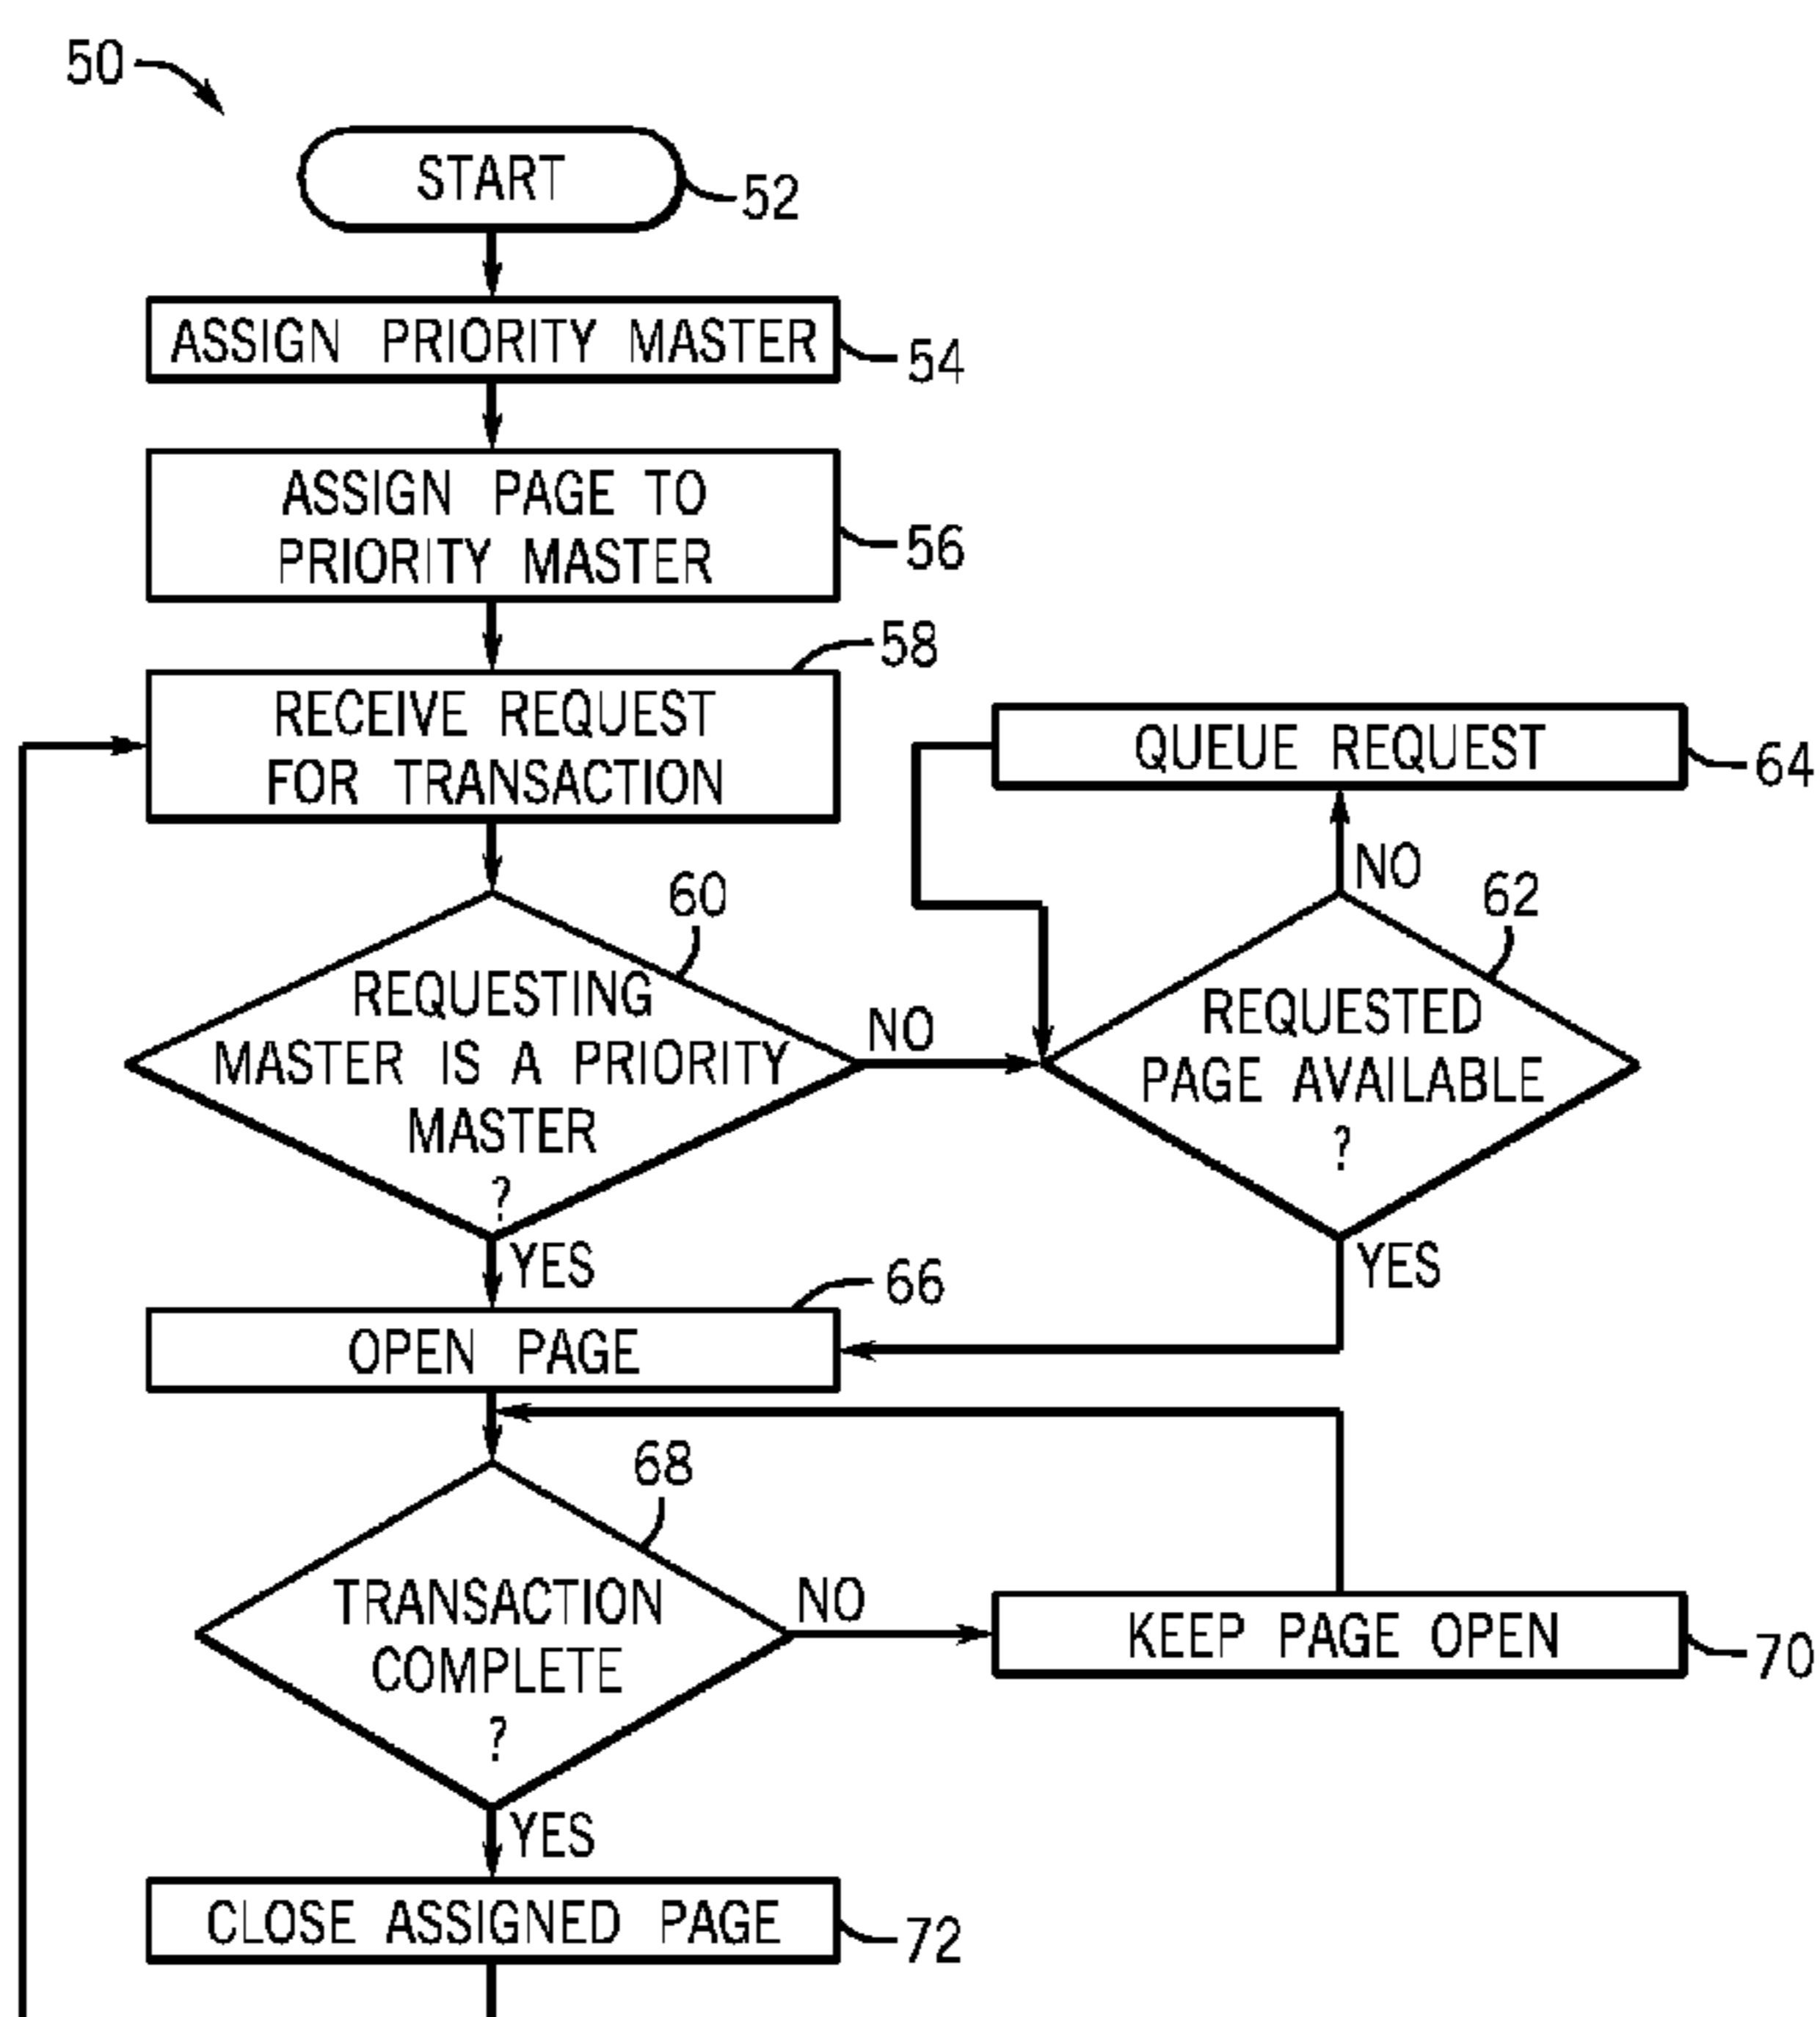 50
START
52
ASSIGN PRIORITY MASTER
54
ASSIGN PAGE TO
PRIORITY MASTER
56
58
RECEIVE REQUEST
FOR TRANSACTION
QUEUE REQUEST
64
NO
60
62
REQUESTING
MASTER IS A PRIORITY
MASTER
?
NO
REQUESTED
PAGE AVAILABLE
?
YES
YES
66
OPEN PAGE
68
TRANSACTION
COMPLETE
?
NO
KEEP PAGE OPEN
70
YES
CLOSE ASSIGNED PAGE
72